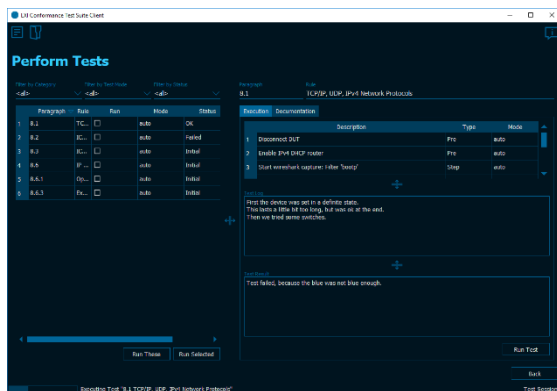 LXI Conformance Test Suite Client
Perform Tests
Filter by Category Filter by Test Mode Filter by Status
<all> <all> <all>
Paragraph Rule Run Mode Status
1 8.1 TC... auto OK
2 8.2 IC... auto Failed
3 8.3 IC... auto Initial
4 8.6 IP ... auto Initial
5 8.6.1 Op... auto Initial
6 8.6.3 Ex... auto Initial
Run These Run Selected
Paragraph Rule
8.1 TCP/IP, UDP, IPv4 Network Protocols
Execution Documentation
Description Type Mode
1 Disconnect DUT Pre auto
2 Enable IPv4 DHCP router Pre auto
3 Start wireshark capture: Filter "bootp" Step auto
First the device was set in a definite state.
This lasts a little bit too long, but was ok at the end.
Then we tried some switches.
Test failed, because the blue was not blue enough.
Run Test
Back
Executing Test "8.1 TCP/IP, UDP, IPv4 Network Protocols"
Test Session